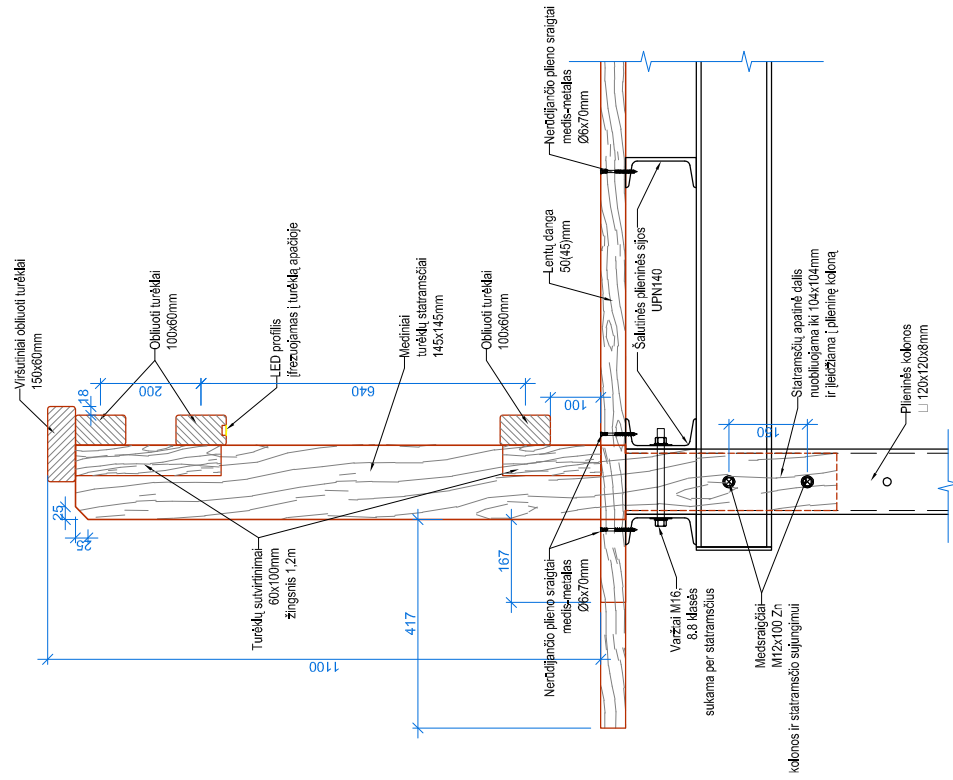 Viršutiniai obliuoti turėklai
150x60mm
18
Obliuoti turėklai
100x60mm
200
LED profilis
įfrezuojamas į turėklą apačioje
640
Mediniai
turėklų statramsčiai
145x145mm
Obliuoti turėklai
100x60mm
100
Lentų danga
50(45)mm
Nerūdijančio plieno sraigtai
medis-metalas
Ø6x70mm
25
25
Turėklų sutvirtinimai
60x100mm
žingsnis 1,2m
1100
417
167
Nerūdijančio plieno sraigtai
medis-metalas
Ø6x70mm
Šalutinės plieninės sijos
UPN140
Varžtai M16,
8.8 klasės
sukama per statramsčius
150
Statramsčių apatinė dalis
nuobliuojama iki 104x104mm
ir įleidžiama į plieninę koloną
Medsraigčiai
M12x100 Zn
kolonos ir statramsčio sujungimui
Plieninės kolonos
□ 120x120x8mm